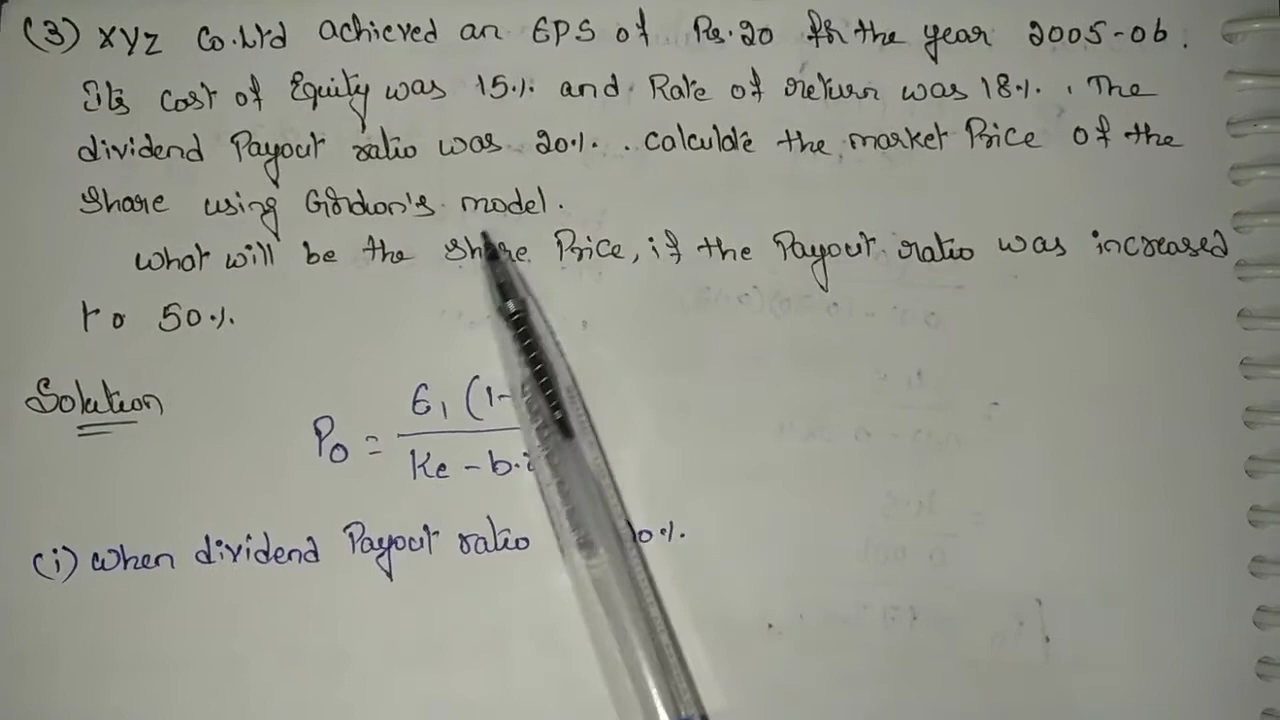 (3) XYZ Co.Ltd achieved an EPS of Rs.20 for the year 2005-06.
Its cost of Equity was 15% and Rate of return was 18%. The
dividend Payout ratio was 20%. calculate the market Price of the
Share using Gordon's model.
What will be the Share Price, if the Payout ratio was increased
to 50%.
Solution
P0 = E1 (1-
Ke - b.
(i) When dividend Payout ratio 0%.